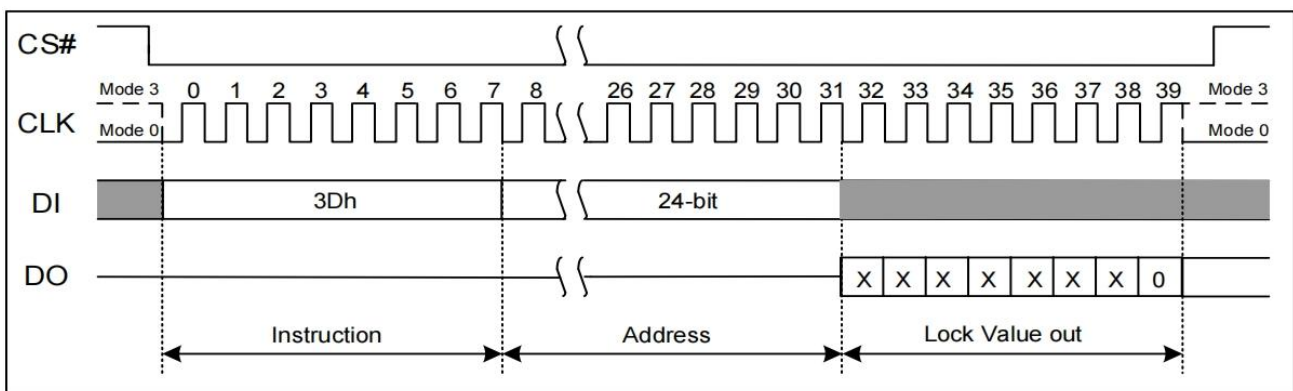 CS#
Mode 3 0 1 2 3 4 5 6 7 8 26 27 28 29 30 31 32 33 34 35 36 37 38 39 Mode 3
CLK
Mode 0 Mode 0
DI 3Dh 24-bit
DO X X X X X X X 0
Instruction Address Lock Value out